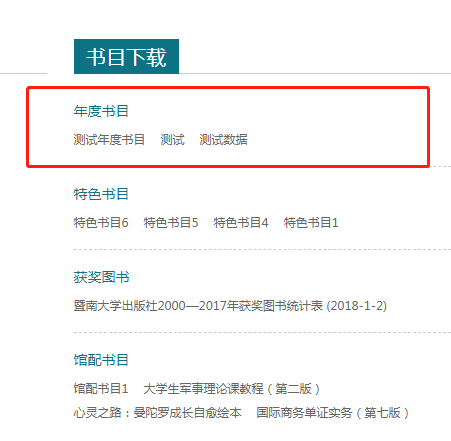 书目下载
年度书目
测试年度书目 测试 测试数据
特色书目
特色书目6 特色书目5 特色书目4 特色书目1
获奖图书
暨南大学出版社2000—2017年获奖图书统计表 (2018-1-2)
馆配书目
馆配书目1 大学生军事理论课教程（第二版）
心灵之路：曼陀罗成长自愈绘本 国际商务单证实务（第七版）